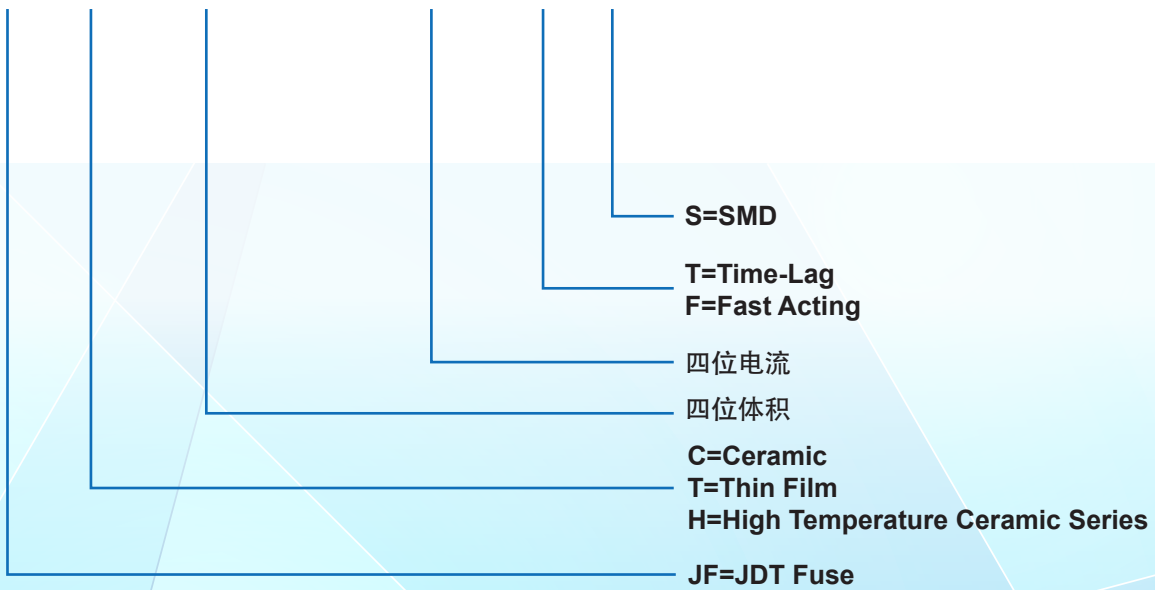 S=SMD
T=Time-Lag
F=Fast Acting
四位电流
四位体积
C=Ceramic
T=Thin Film
H=High Temperature Ceramic Series
JF=JDT Fuse